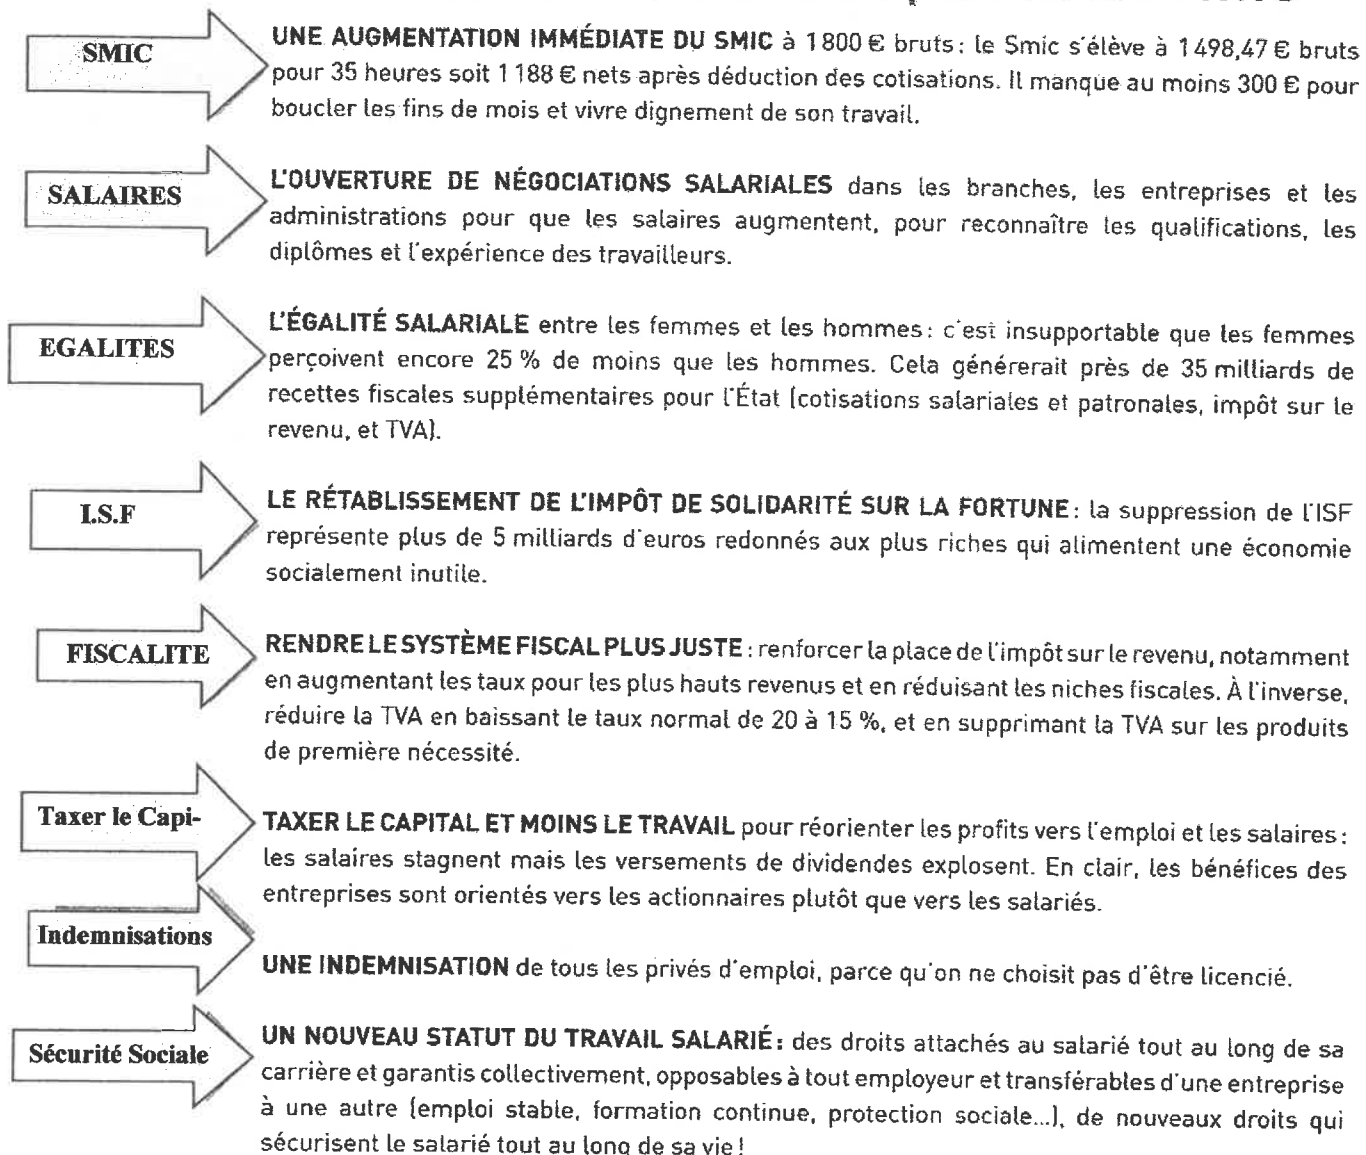 SMIC
UNE AUGMENTATION IMMÉDIATE DU SMIC à 1800 € bruts : le Smic s'élève à 1498,47 € bruts
pour 35 heures soit 1188 € nets après déduction des cotisations. Il manque au moins 300 € pour
boucler les fins de mois et vivre dignement de son travail.
SALAIRES
L'OUVERTURE DE NÉGOCIATIONS SALARIALES dans les branches, les entreprises et les
administrations pour que les salaires augmentent, pour reconnaître les qualifications, les
diplômes et l'expérience des travailleurs.
EGALITÉS
L'ÉGALITÉ SALARIALE entre les femmes et les hommes : c'est insupportable que les femmes
perçoivent encore 25 % de moins que les hommes. Cela générerait près de 35 milliards de
recettes fiscales supplémentaires pour l'État (cotisations salariales et patronales, impôt sur le
revenu, et TVA).
I.S.F
LE RÉTABLISSEMENT DE L'IMPÔT DE SOLIDARITÉ SUR LA FORTUNE : la suppression de l'ISF
représente plus de 5 milliards d'euros redonnés aux plus riches qui alimentent une économie
socialement inutile.
FISCALITE
RENDRE LE SYSTÈME FISCAL PLUS JUSTE : renforcer la place de l'impôt sur le revenu, notamment
en augmentant les taux pour les plus hauts revenus et en réduisant les niches fiscales. À l'inverse,
réduire la TVA en baissant le taux normal de 20 à 15 %, et en supprimant la TVA sur les produits
de première nécessité.
Taxer le Capi-
TAXER LE CAPITAL ET MOINS LE TRAVAIL pour réorienter les profits vers l'emploi et les salaires :
les salaires stagnent mais les versements de dividendes explosent. En clair, les bénéfices des
entreprises sont orientés vers les actionnaires plutôt que vers les salariés.
Indemnisations
UNE INDEMNISATION de tous les privés d'emploi, parce qu'on ne choisit pas d'être licencié.
Sécurité Sociale
UN NOUVEAU STATUT DU TRAVAIL SALARIÉ : des droits attachés au salarié tout au long de sa
carrière et garantis collectivement, opposables à tout employeur et transférables d'une entreprise
à une autre (emploi stable, formation continue, protection sociale...), de nouveaux droits qui
sécurisent le salarié tout au long de sa vie !